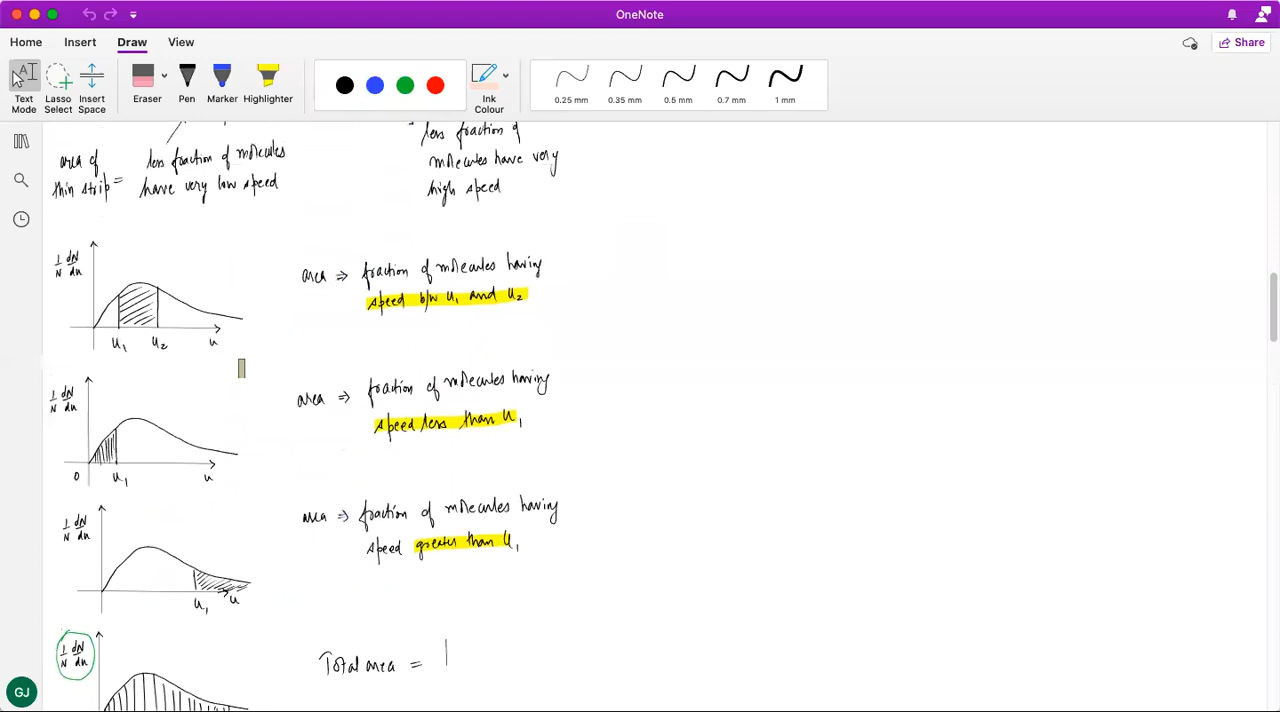 OneNote
Home Insert Draw View
Share
Text Mode
Lasso Select
Insert Space
Eraser
Pen
Marker
Highlighter
Ink Colour
0.25 mm
0.35 mm
0.5 mm
0.7 mm
1 mm
area of thin strip =
less fraction of molecules
have very low speed
less fraction of
molecules have very
high speed
1/N dN/du
u1 u2 u
area ⇒ fraction of molecules having
speed b/w u1 and u2
1/N dN/du
0 u1 u
area ⇒ fraction of molecules having
speed less than u1
1/N dN/du
u1 u
area ⇒ fraction of molecules having
speed greater than u1
1/N dN/du
Total area = 1
GJ